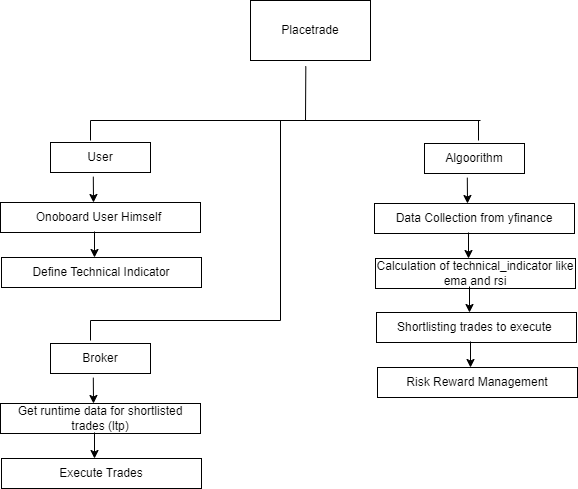 Placetrade
User
Onoboard User Himself
Define Technical Indicator
Algoorithm
Data Collection from yfinance
Calculation of technical_indicator like
ema and rsi
Shortlisting trades to execute
Risk Reward Management
Broker
Get runtime data for shortlisted
trades (ltp)
Execute Trades